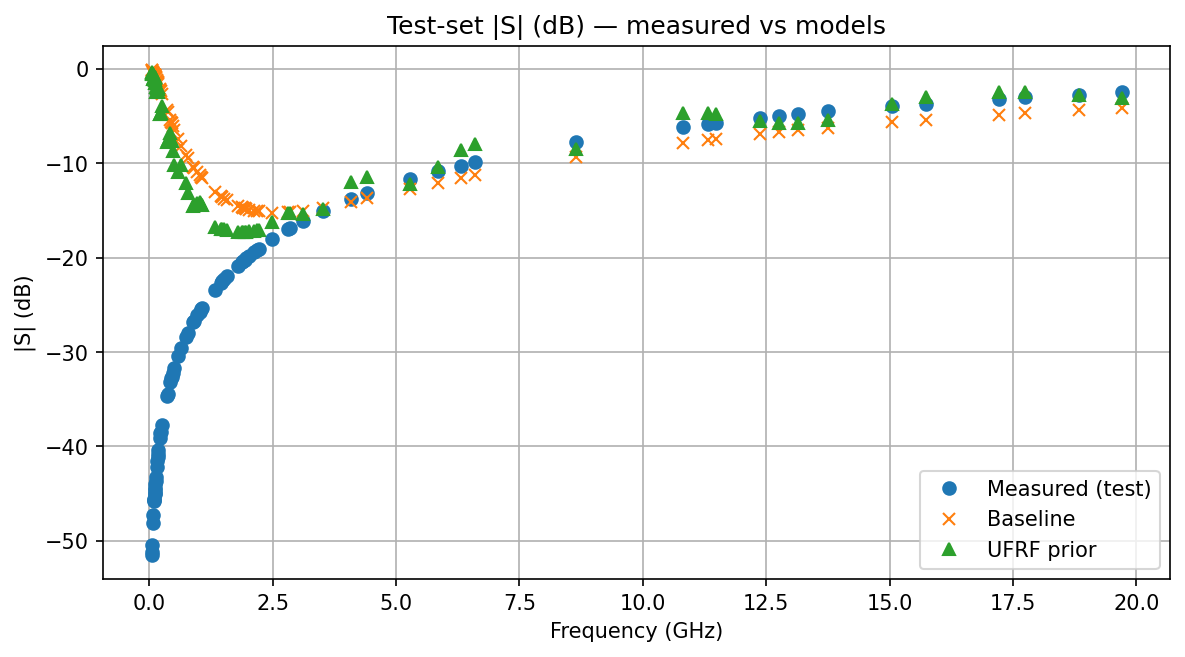 Test-set |S| (dB) — measured vs models
|S| (dB)
0
−10
−20
−30
−40
−50
Measured (test)
Baseline
UFRF prior
0.0 2.5 5.0 7.5 10.0 12.5 15.0 17.5 20.0
Frequency (GHz)